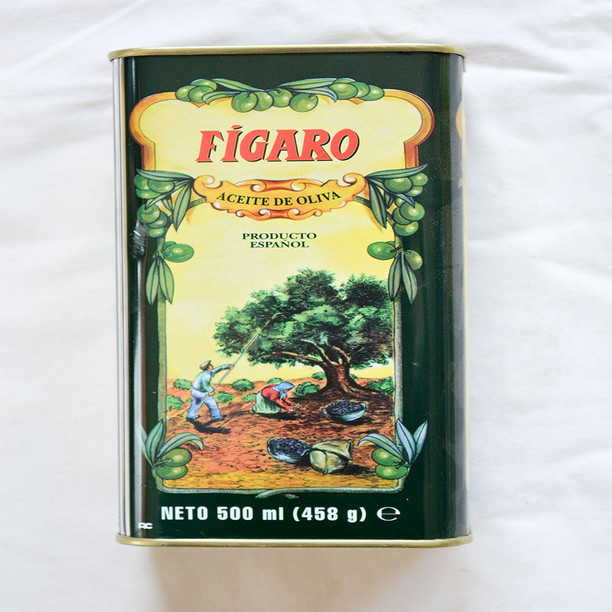 FÍGARO
ACEITE DE OLIVA
PRODUCTO
ESPAÑOL
NETO 500 ml (458 g) ℮